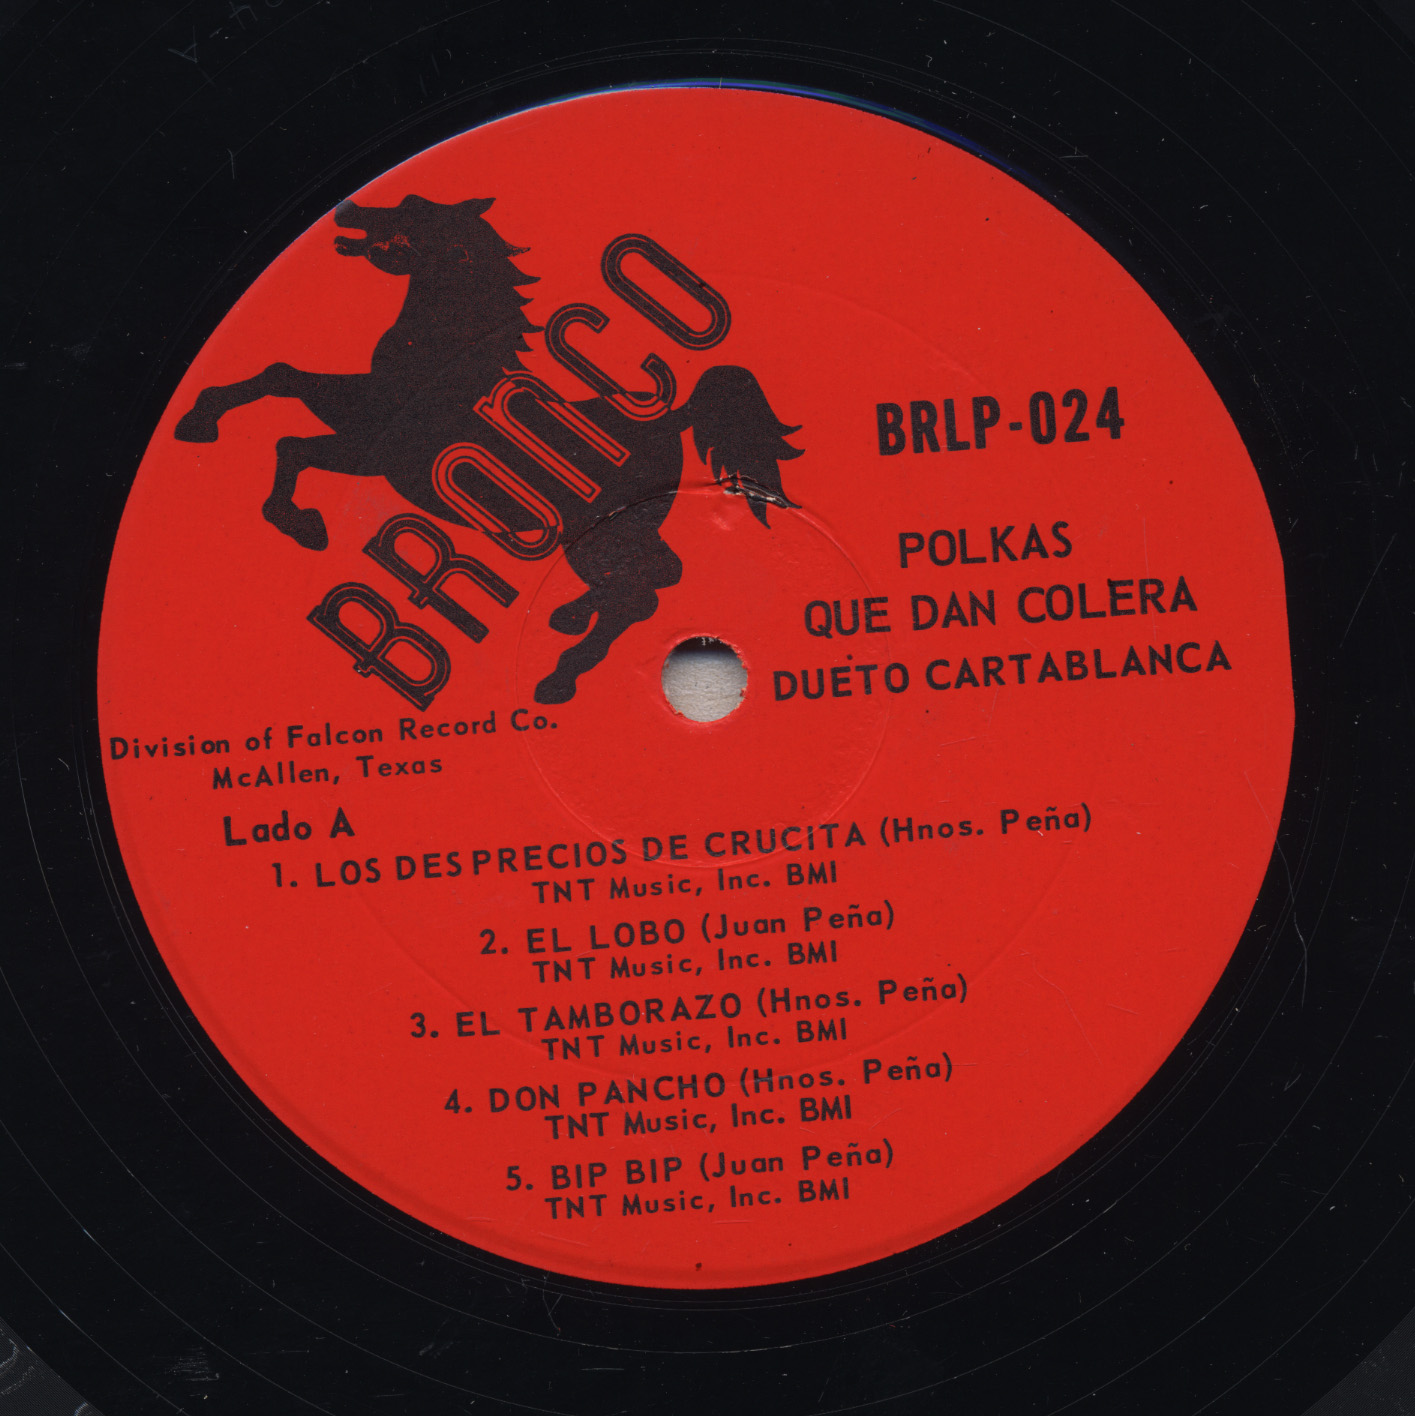 BRONCO
BRLP-024
POLKAS
QUE DAN COLERA
DUETO CARTABLANCA
Division of Falcon Record Co.
McAllen, Texas
Lado A
1. LOS DESPRECIOS DE CRUCITA (Hnos. Peña)
TNT Music, Inc. BMI
2. EL LOBO (Juan Peña)
TNT Music, Inc. BMI
3. EL TAMBORAZO (Hnos. Peña)
TNT Music, Inc. BMI
4. DON PANCHO (Hnos. Peña)
TNT Music, Inc. BMI
5. BIP BIP (Juan Peña)
TNT Music, Inc. BMI